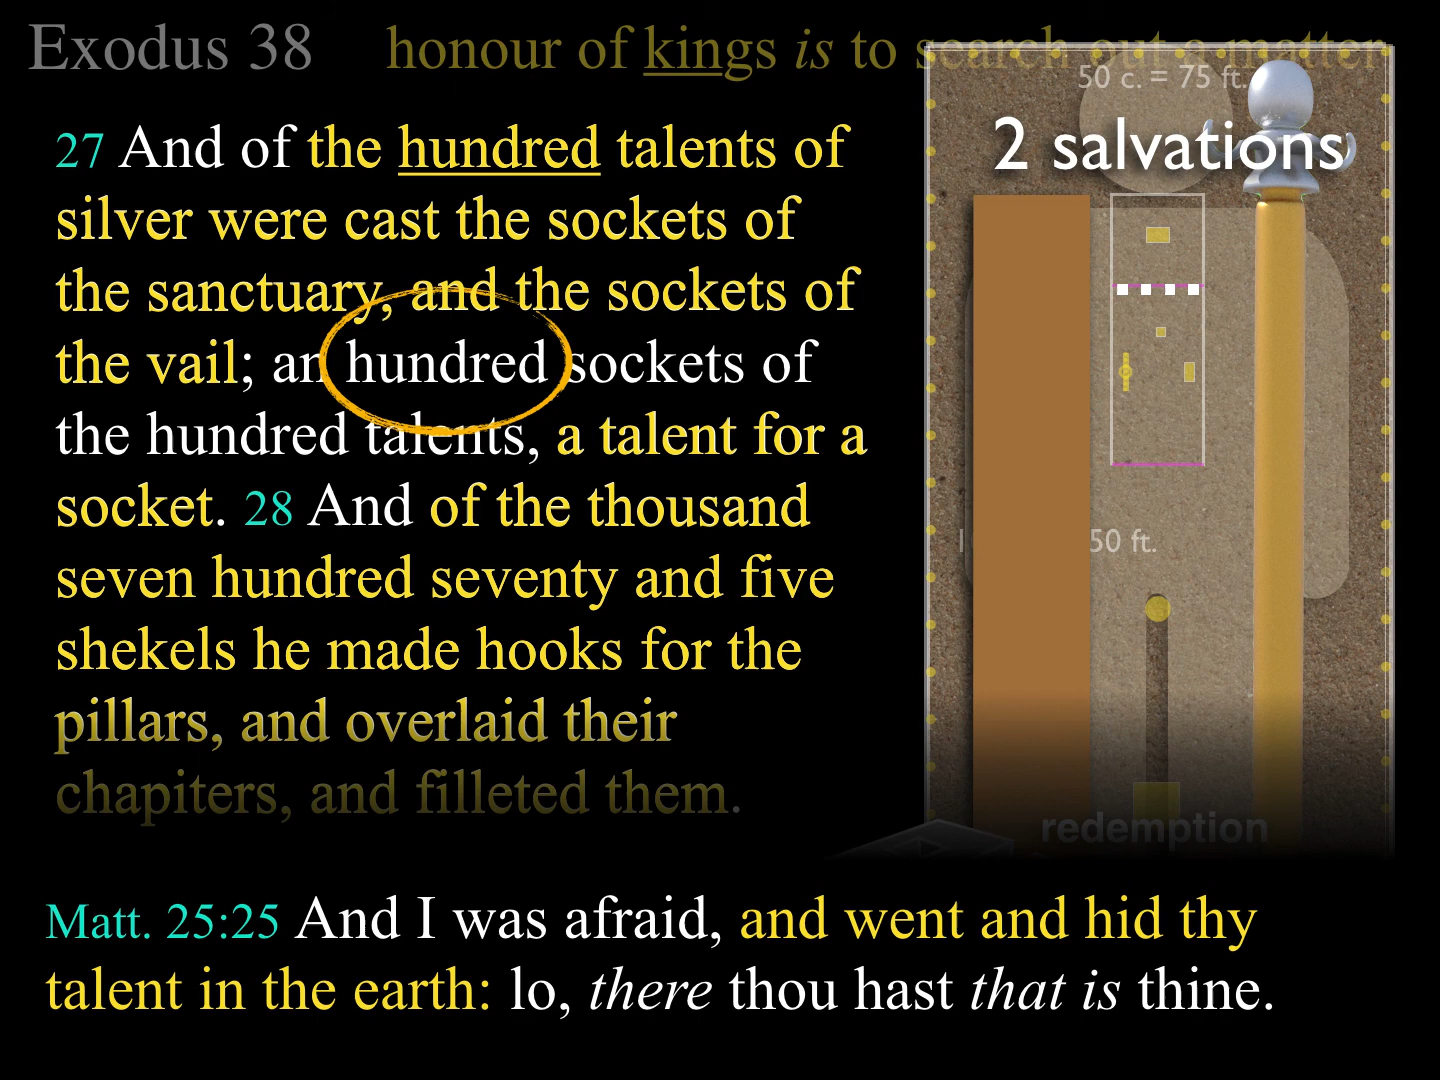 Exodus 38
honour of kings is to search out a matter
50 c. = 75 ft.
2 salvations
27 And of the hundred talents of
silver were cast the sockets of
the sanctuary, and the sockets of
the vail; an hundred sockets of
the hundred talents, a talent for a
socket. 28 And of the thousand
seven hundred seventy and five
shekels he made hooks for the
pillars, and overlaid their
chapiters, and filleted them.
50 ft.
redemption
Matt. 25:25 And I was afraid, and went and hid thy
talent in the earth: lo, there thou hast that is thine.